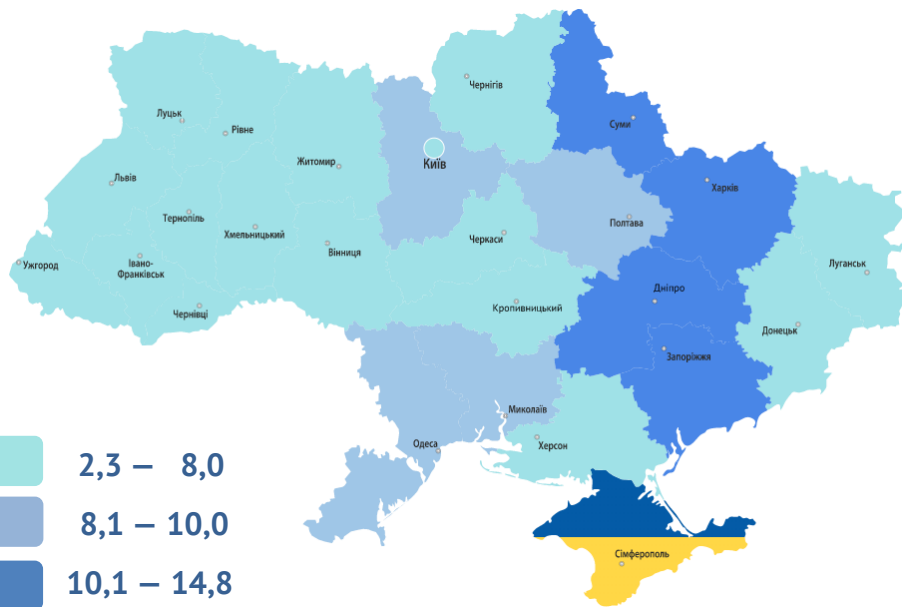 Чернігів
Луцьк
Суми
Рівне
Київ
Житомир
Львів
Харків
Тернопіль
Полтава
Хмельницький
Черкаси
Вінниця
Ужгород
Івано-
Франківськ
Луганськ
Дніпро
Кропивницький
Чернівці
Донецьк
Запоріжжя
Миколаїв
Одеса
Херсон
2,3 – 8,0
8,1 – 10,0
10,1 – 14,8
Сімферополь